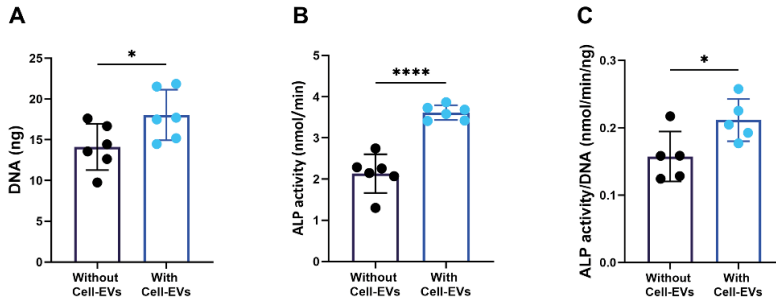 A
DNA (ng)
25
20
15
10
5
0
*
Without
Cell-EVs
With
Cell-EVs
B
ALP activity (nmol/min)
5
4
3
2
1
0
****
Without
Cell-EVs
With
Cell-EVs
C
ALP activity/DNA (nmol/min/ng)
0.3
0.2
0.1
0.0
*
Without
Cell-EVs
With
Cell-EVs